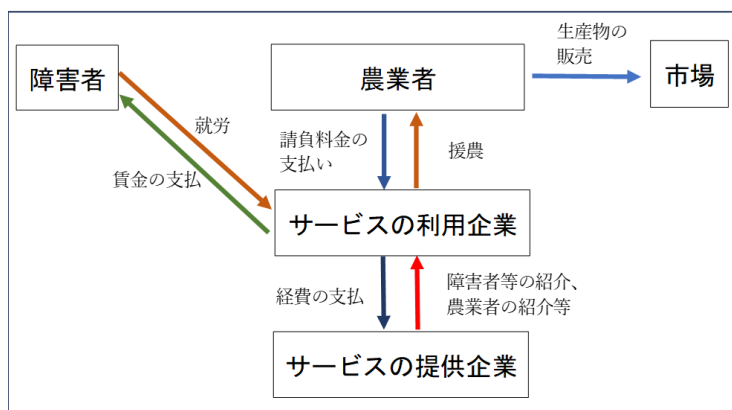 生産物の
販売
障害者
農業者
市場
就労
請負料金の
支払い
援農
賃金の支払
サービスの利用企業
経費の支払
障害者等の紹介、
農業者の紹介等
サービスの提供企業